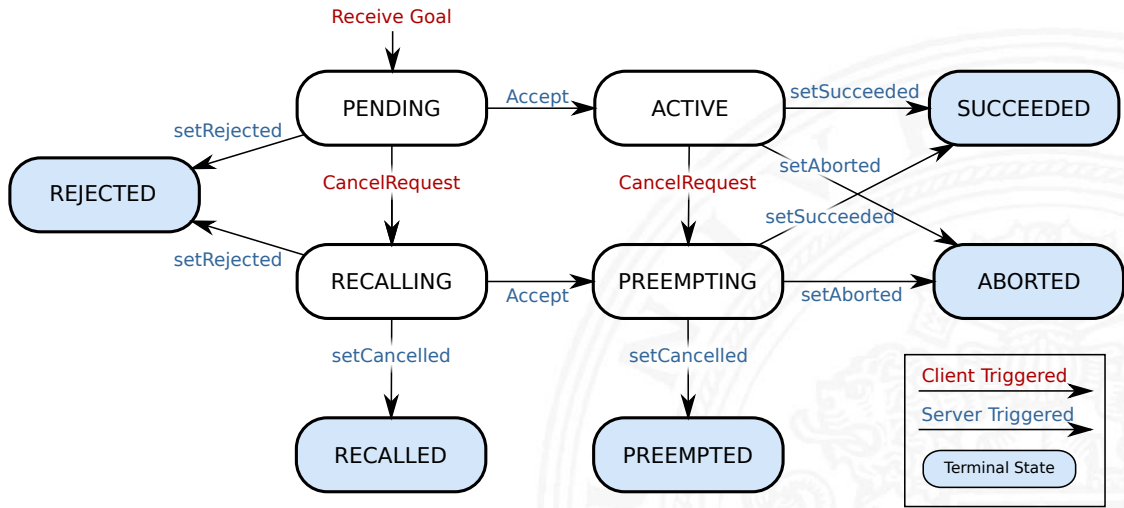 Receive Goal
PENDING
Accept
ACTIVE
setSucceeded
SUCCEEDED
setRejected
setAborted
REJECTED
CancelRequest
CancelRequest
setSucceeded
setRejected
RECALLING
Accept
PREEMPTING
setAborted
ABORTED
setCancelled
setCancelled
RECALLED
PREEMPTED
Client Triggered
Server Triggered
Terminal State